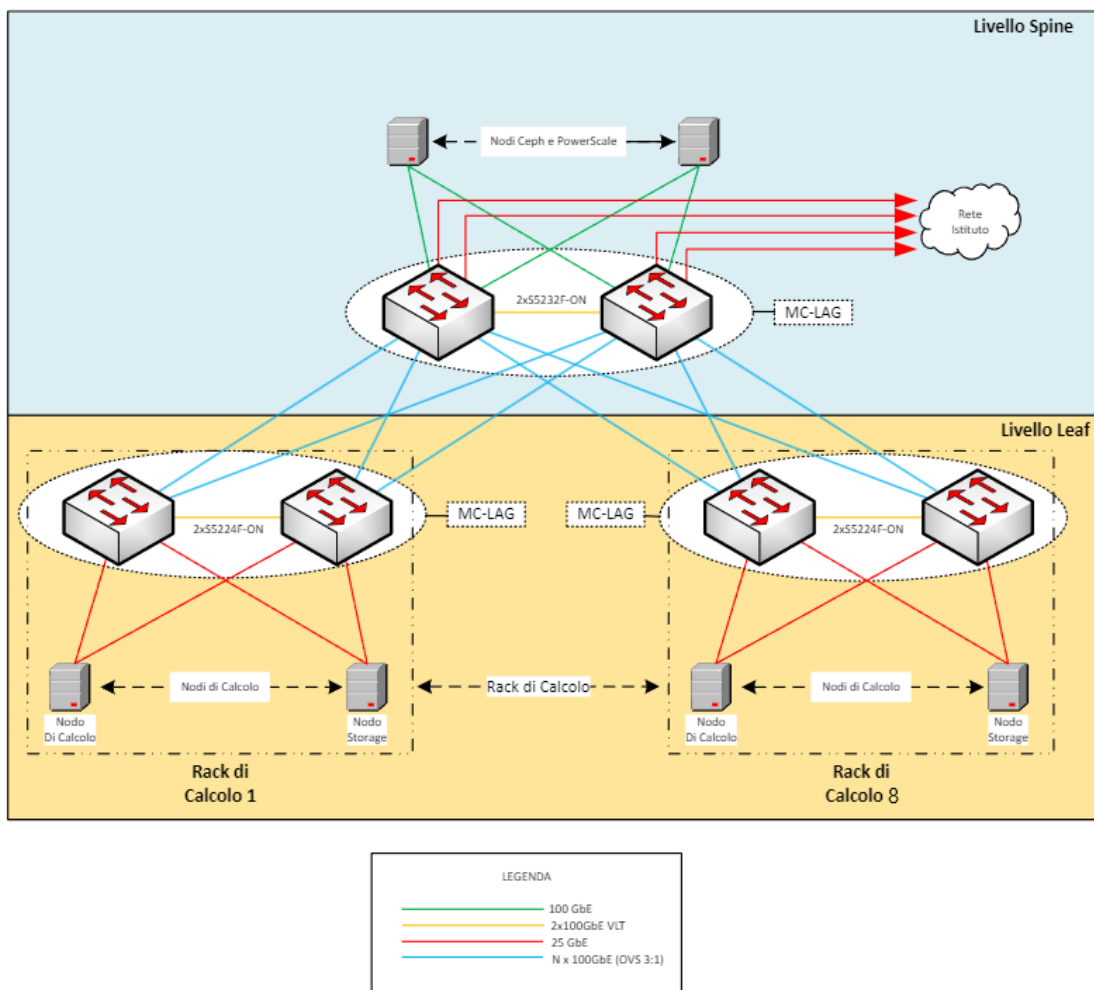 Livello Spine
Nodi Ceph e PowerScale
Rete
Istituto
2xS5232F-ON
MC-LAG
Livello Leaf
2xS5224F-ON
MC-LAG
MC-LAG
2xS5224F-ON
Nodi di Calcolo
Rack di Calcolo
Nodi di Calcolo
Nodo
Di Calcolo
Nodo
Storage
Nodo
Di Calcolo
Nodo
Storage
Rack di
Calcolo 1
Rack di
Calcolo 8
LEGENDA
100 GbE
2x100GbE VLT
25 GbE
N x 100GbE (OVS 3:1)